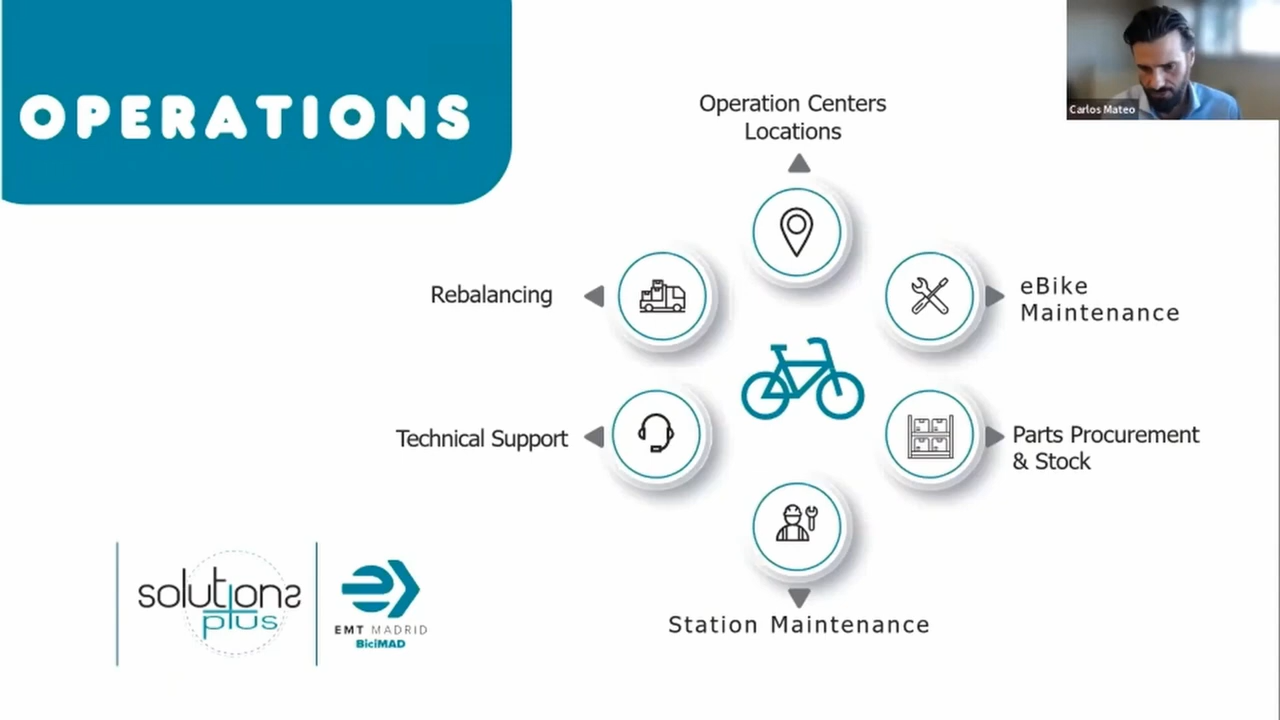 OPERATIONS
Carlos Mateo
Operation Centers
Locations
Rebalancing
eBike
Maintenance
Technical Support
Parts Procurement
& Stock
Station Maintenance
solutions
plus
EMT MADRID
BiciMAD